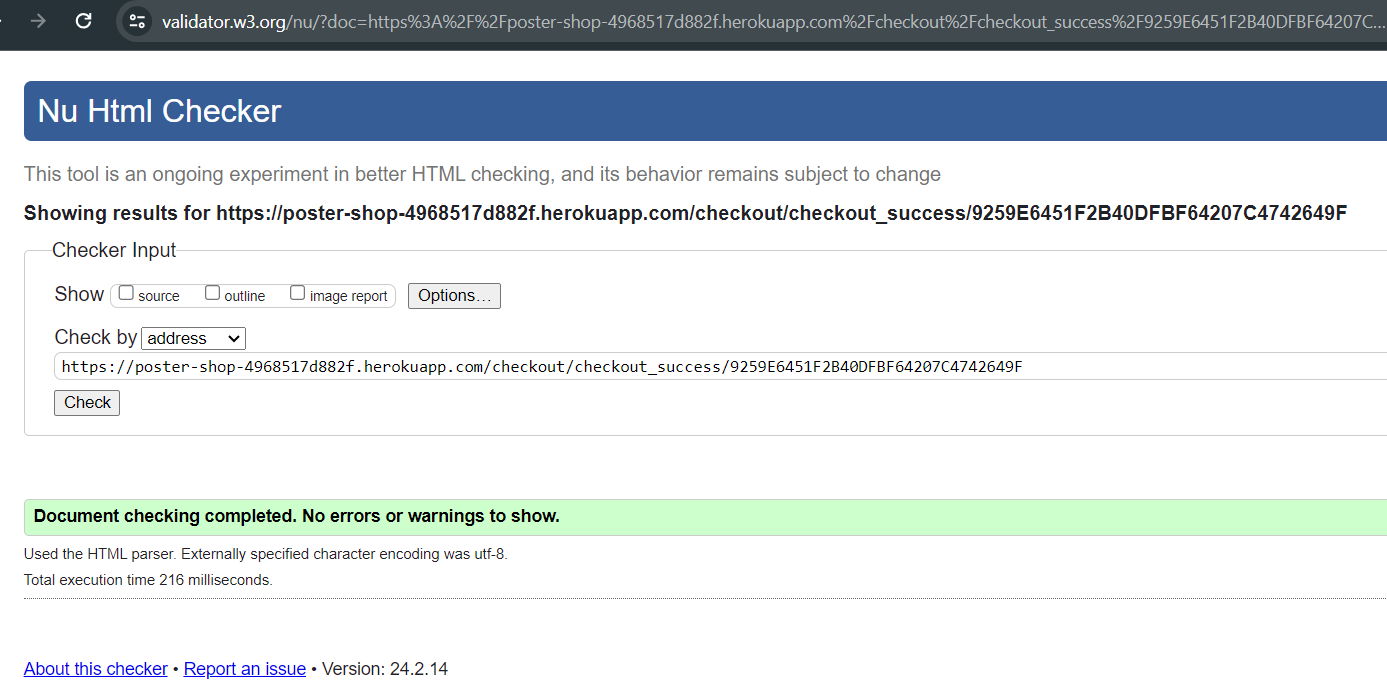 validator.w3.org/nu/?doc=https%3A%2F%2Fposter-shop-4968517d882f.herokuapp.com%2Fcheckout%2Fcheckout_success%2F9259E6451F2B40DFBF64207C...
Nu Html Checker
This tool is an ongoing experiment in better HTML checking, and its behavior remains subject to change
Showing results for https://poster-shop-4968517d882f.herokuapp.com/checkout/checkout_success/9259E6451F2B40DFBF64207C4742649F
Checker Input
Show source outline image report Options...
Check by address
https://poster-shop-4968517d882f.herokuapp.com/checkout/checkout_success/9259E6451F2B40DFBF64207C4742649F
Check
Document checking completed. No errors or warnings to show.
Used the HTML parser. Externally specified character encoding was utf-8.
Total execution time 216 milliseconds.
About this checker • Report an issue • Version: 24.2.14